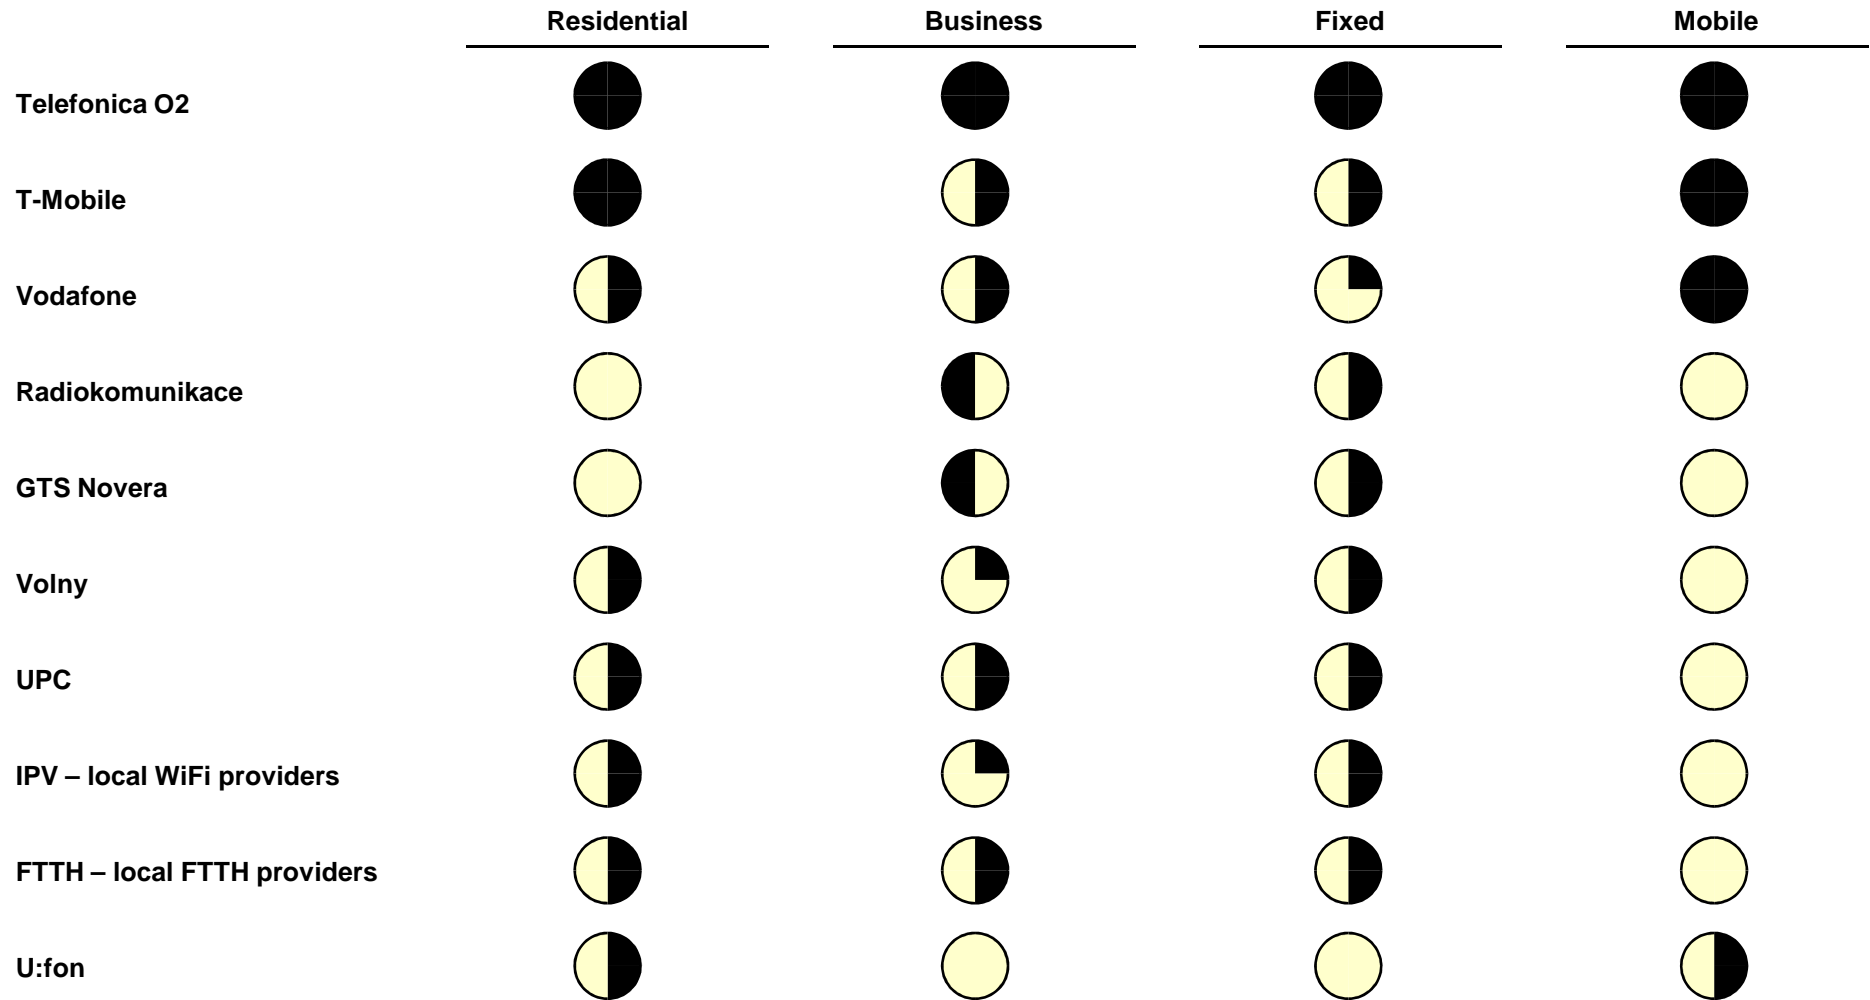 Residential Business Fixed Mobile
Telefonica O2
T-Mobile
Vodafone
Radiokomunikace
GTS Novera
Volny
UPC
IPV – local WiFi providers
FTTH – local FTTH providers
U:fon